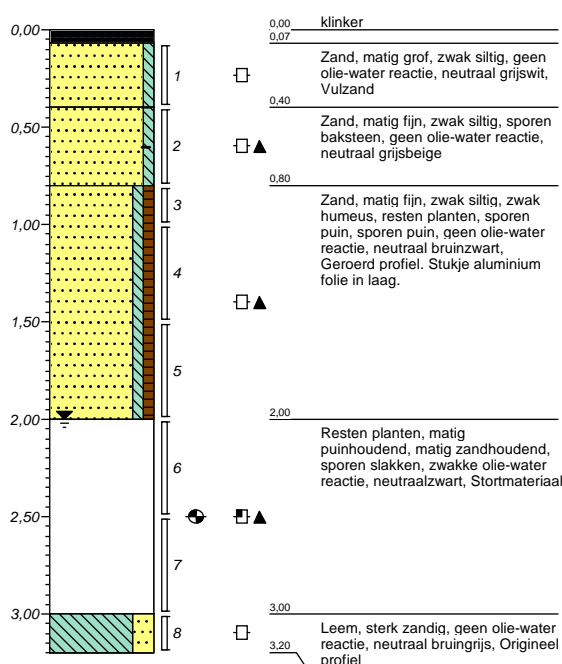 0,00
0,50
1,00
1,50
2,00
2,50
3,00
1
2
3
4
5
6
7
8
0,00 klinker
0,07
Zand, matig grof, zwak siltig, geen
olie-water reactie, neutraal grijswit,
Vulzand
0,40
Zand, matig fijn, zwak siltig, sporen
baksteen, geen olie-water reactie,
neutraal grijsbeige
0,80
Zand, matig fijn, zwak siltig, zwak
humeus, resten planten, sporen
puin, sporen puin, geen olie-water
reactie, neutraal bruinzwart,
Geroerd profiel. Stukje aluminium
folie in laag.
2,00
Resten planten, matig
puinhoudend, matig zandhoudend,
sporen slakken, zwakke olie-water
reactie, neutraalzwart, Stortmateriaal
3,00
Leem, sterk zandig, geen olie-water
reactie, neutraal bruingrijs, Origineel
profiel
3,20